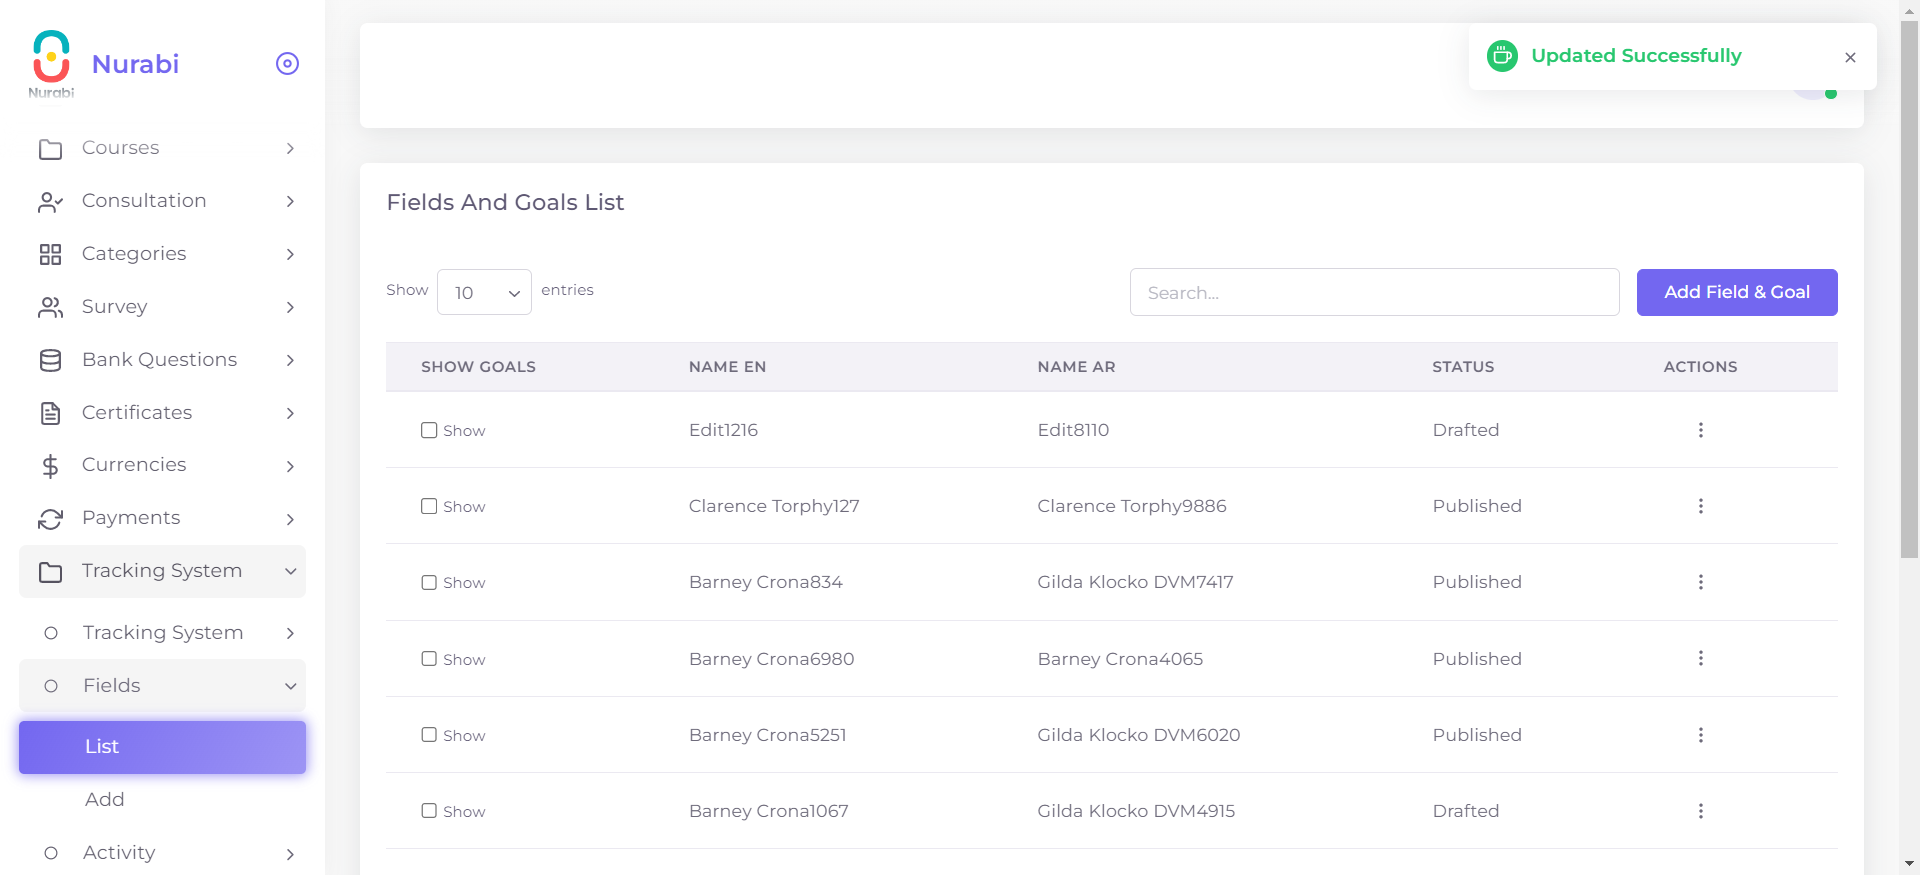 Nurabi
Nurabi
Courses
Consultation
Categories
Survey
Bank Questions
Certificates
Currencies
Payments
Tracking System
Tracking System
Fields
List
Add
Activity
Updated Successfully
Fields And Goals List
Show 10 entries
Search...
Add Field & Goal
SHOW GOALS NAME EN NAME AR STATUS ACTIONS
Show Edit1216 Edit8110 Drafted
Show Clarence Torphy127 Clarence Torphy9886 Published
Show Barney Crona834 Gilda Klocko DVM7417 Published
Show Barney Crona6980 Barney Crona4065 Published
Show Barney Crona5251 Gilda Klocko DVM6020 Published
Show Barney Crona1067 Gilda Klocko DVM4915 Drafted